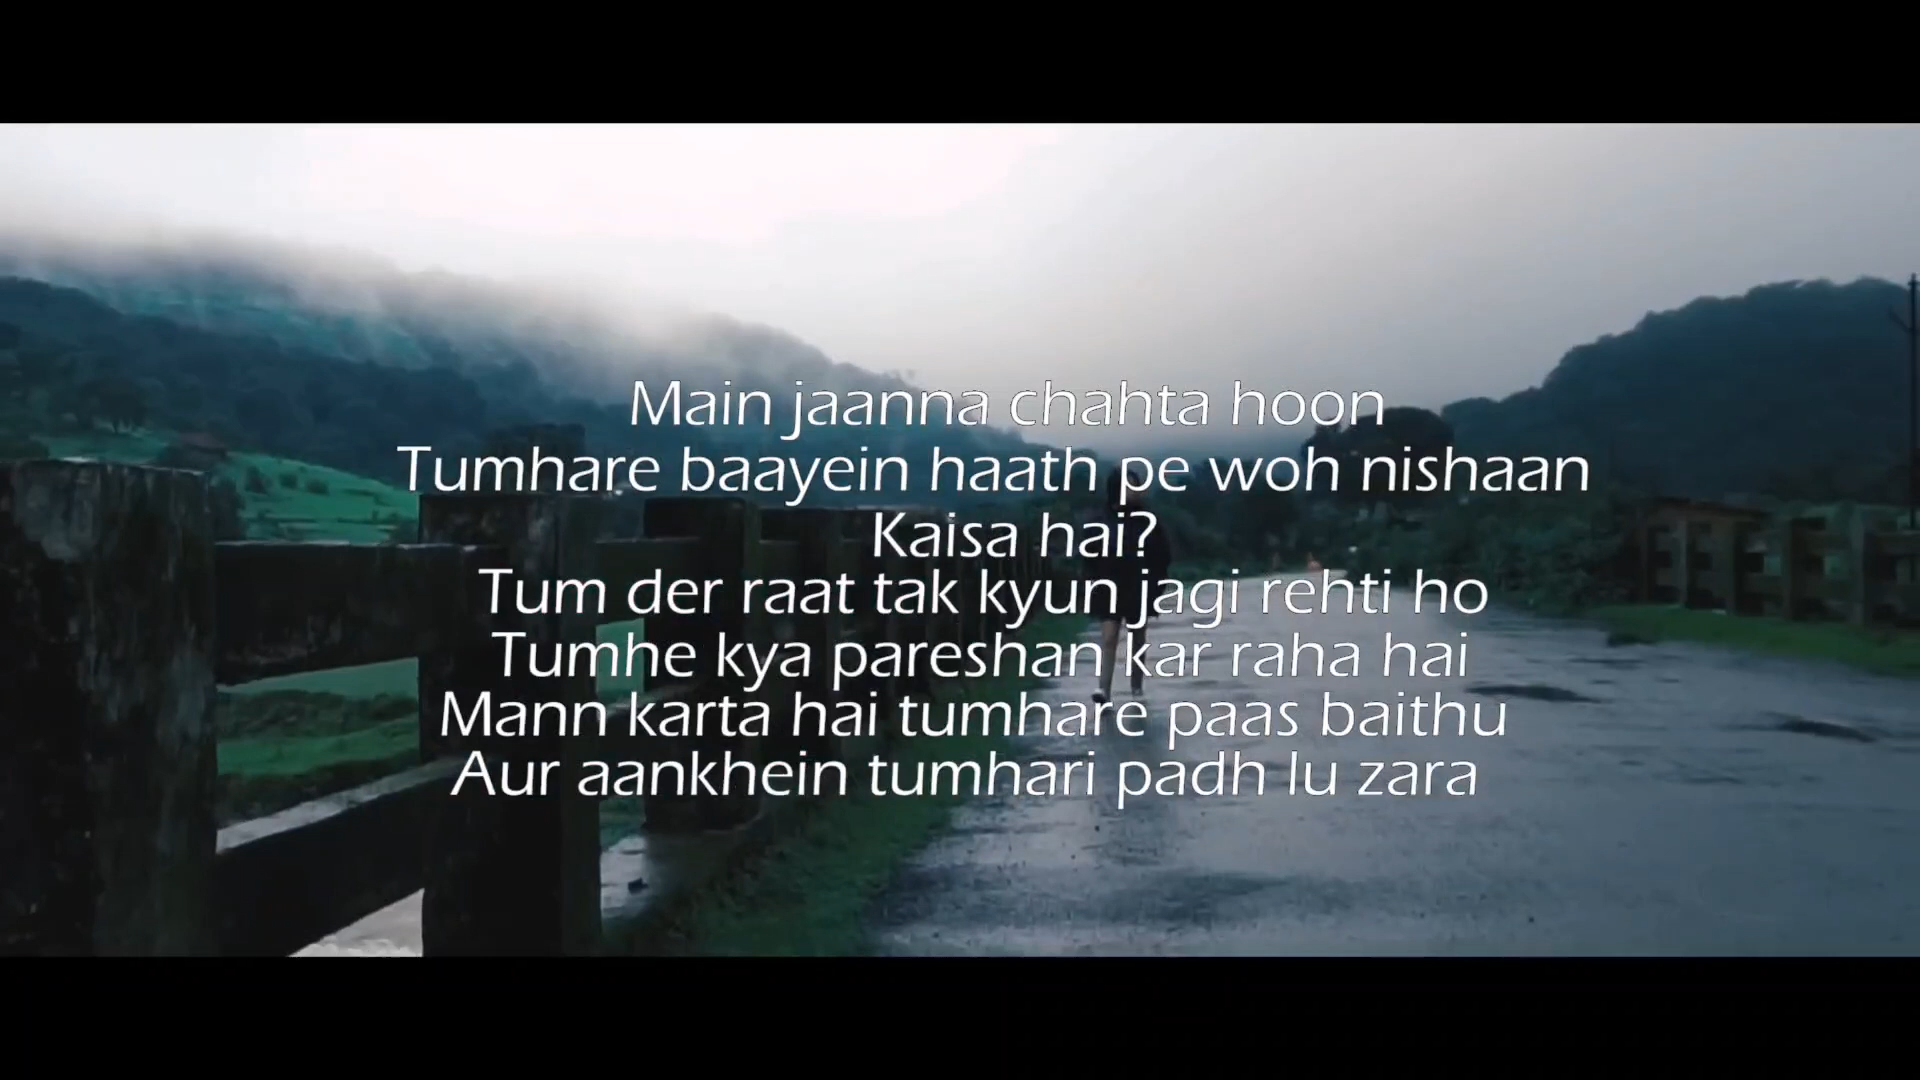 Main jaanna chahta hoon
Tumhare baayein haath pe woh nishaan
Kaisa hai?
Tum der raat tak kyun jagi rehti ho
Tumhe kya pareshan kar raha hai
Mann karta hai tumhare paas baithu
Aur aankhein tumhari padh lu zara